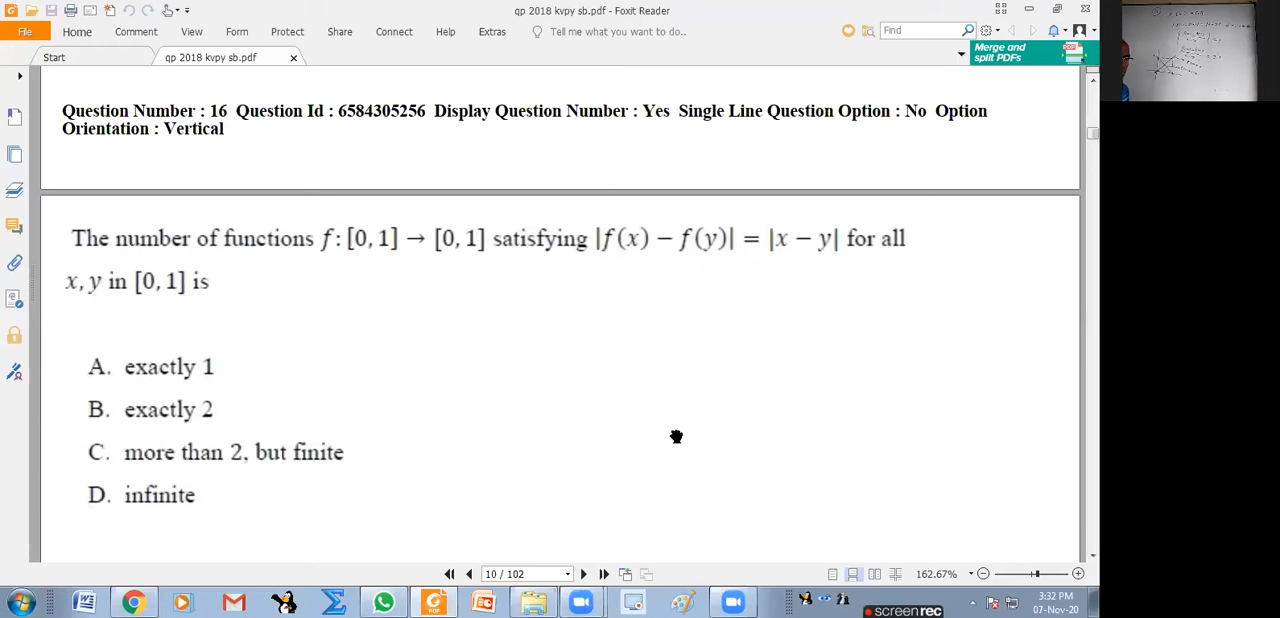 qp 2018 kvpy sb.pdf - Foxit Reader
File Home Comment View Form Protect Share Connect Help Extras Tell me what you want to do.. Find
Start qp 2018 kvpy sb.pdf
Merge and
split PDFs
Question Number : 16 Question Id : 6584305256 Display Question Number : Yes Single Line Question Option : No Option
Orientation : Vertical
The number of functions f: [0, 1] → [0, 1] satisfying |f(x) − f(y)| = |x − y| for all
x, y in [0, 1] is
A. exactly 1
B. exactly 2
C. more than 2, but finite
D. infinite
10 / 102
162.67%
3:32 PM
07-Nov-20
screenrec